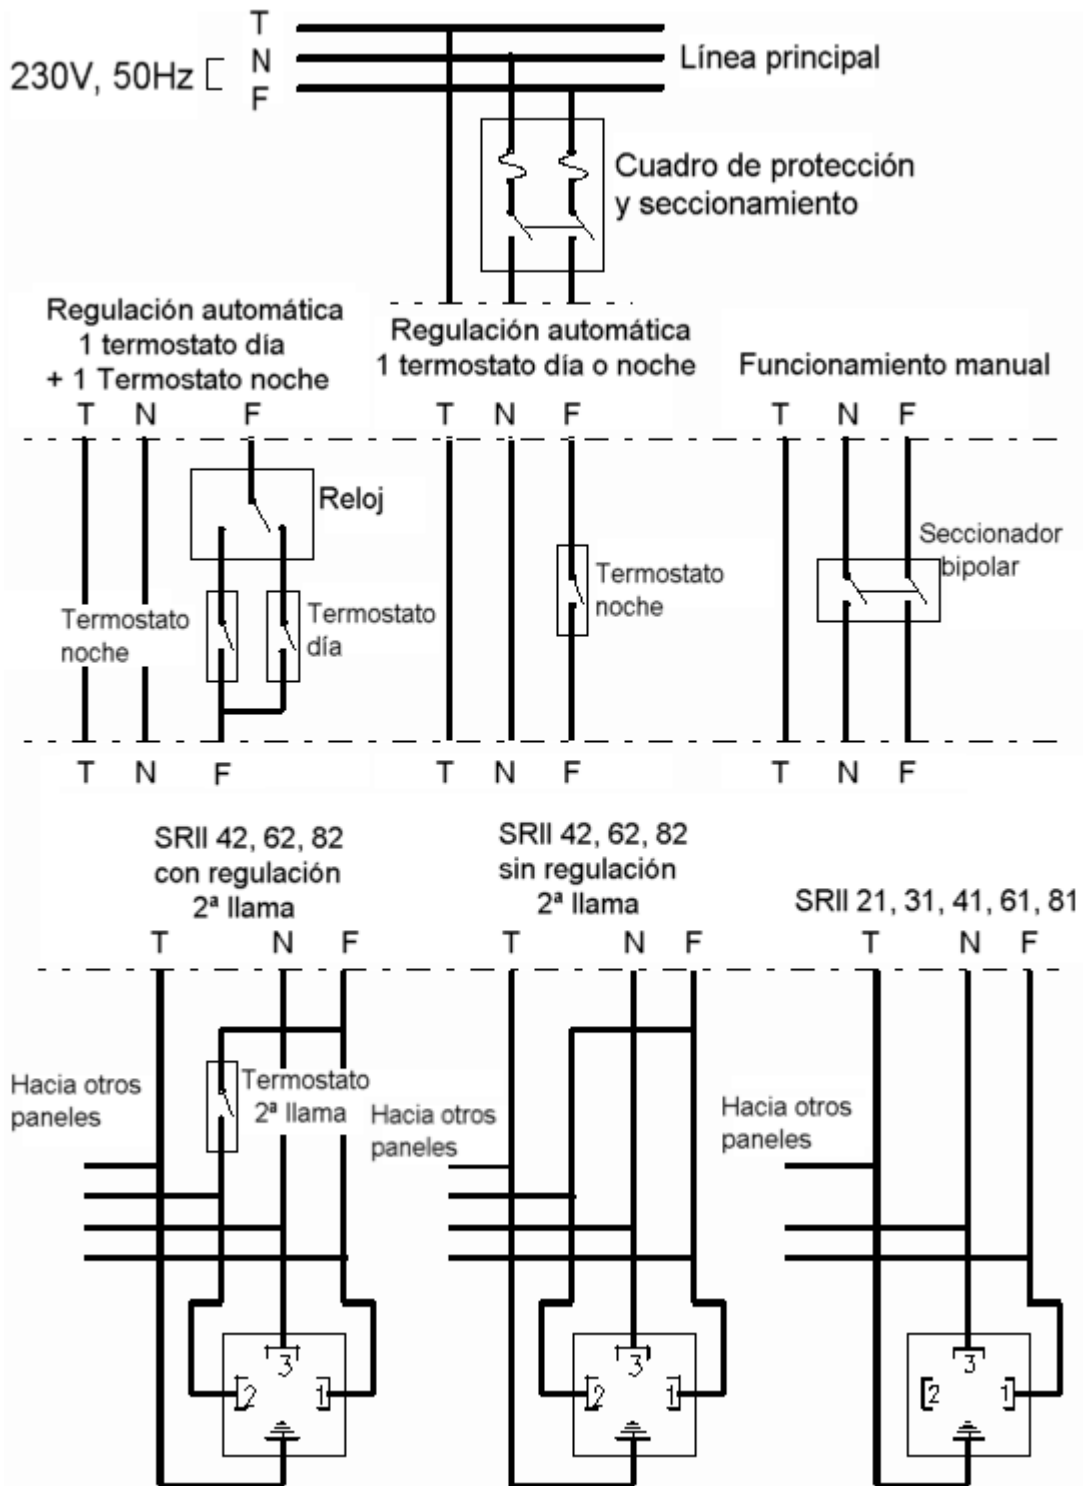 T
N
F
230V, 50Hz
Línea principal
Cuadro de protección
y seccionamiento
Regulación automática
1 termostato día
+ 1 Termostato noche
Regulación automática
1 termostato día o noche
Funcionamiento manual
T N F
T N F
T N F
Reloj
Termostato
noche
Termostato
día
Termostato
noche
Seccionador
bipolar
T N F
T N F
T N F
SRII 42, 62, 82
con regulación
2ª llama
SRII 42, 62, 82
sin regulación
2ª llama
SRII 21, 31, 41, 61, 81
T N F
T N F
T N F
Hacia otros
paneles
Termostato
2ª llama
Hacia otros
paneles
Hacia otros
paneles
3
2 1
3
2 1
3
2 1